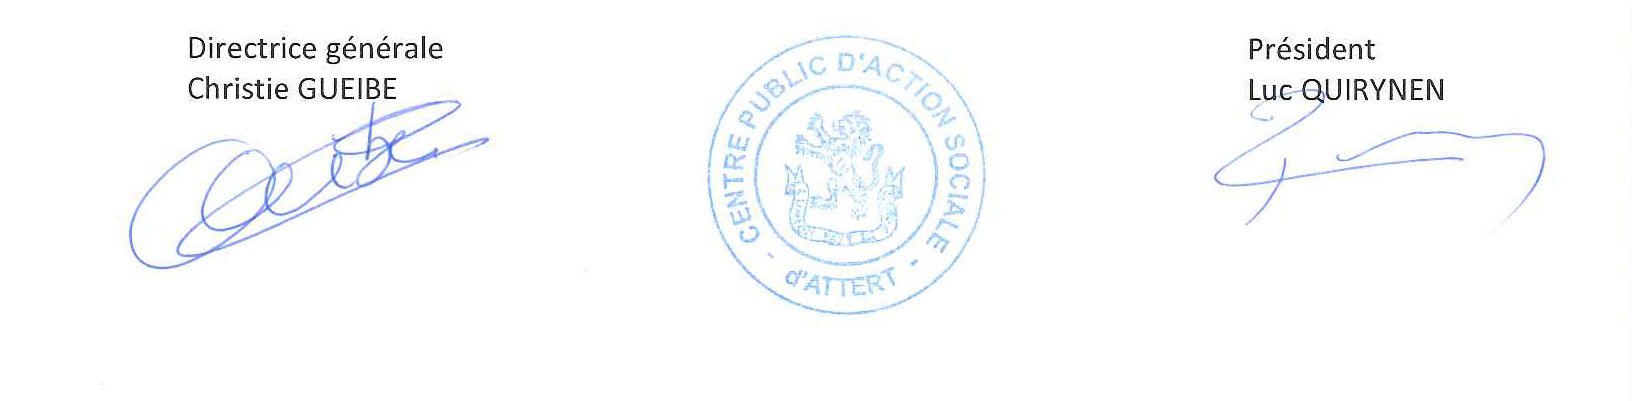 Directrice générale
Christie GUEIBE
CENTRE PUBLIC D'ACTION SOCIALE
- d'ATTERT -
Président
Luc QUIRYNEN